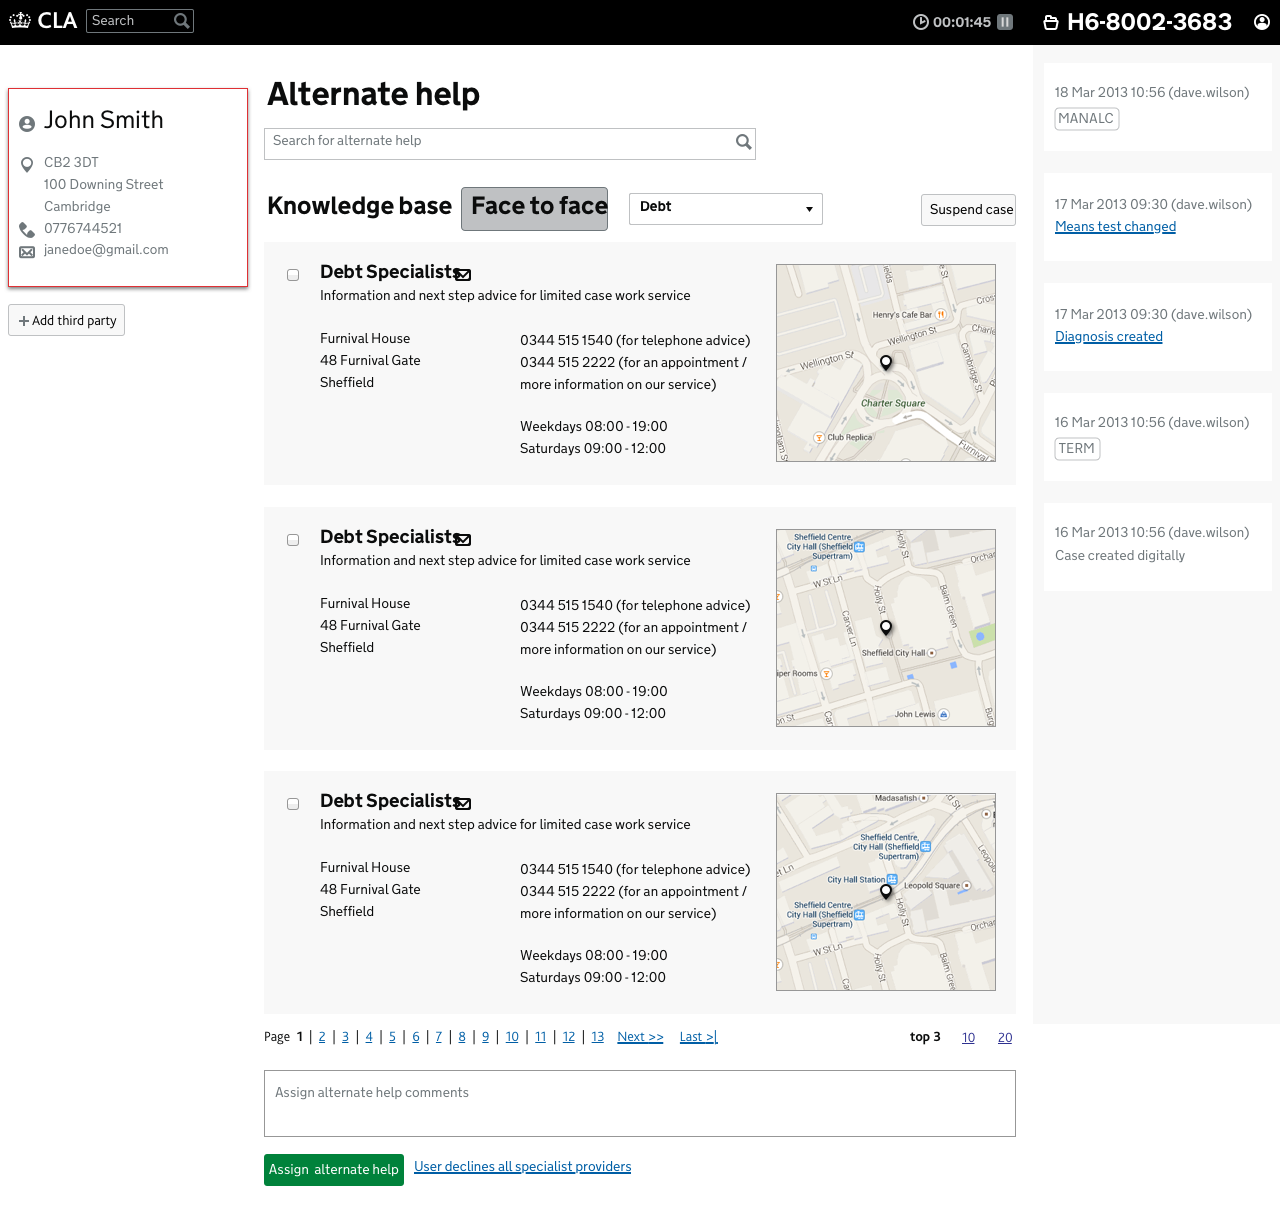 CLA
Search
00:01:45
H6-8002-3683
John Smith
CB2 3DT
100 Downing Street
Cambridge
0776744521
janedoe@gmail.com
Add third party
Alternate help
Search for alternate help
Knowledge base
Face to face
Debt
Suspend case
Debt Specialists
Information and next step advice for limited case work service
Furnival House
48 Furnival Gate
Sheffield
0344 515 1540 (for telephone advice)
0344 515 2222 (for an appointment /
more information on our service)
Weekdays 08:00 - 19:00
Saturdays 09:00 - 12:00
Henry's Cafe Bar
Wellington St
Wellington St
Cambridge St
Charter Square
Club Replica
Debt Specialists
Information and next step advice for limited case work service
Furnival House
48 Furnival Gate
Sheffield
0344 515 1540 (for telephone advice)
0344 515 2222 (for an appointment /
more information on our service)
Weekdays 08:00 - 19:00
Saturdays 09:00 - 12:00
Sheffield Centre,
City Hall (Sheffield
Supertram)
Holly St
W St Ln
Holly St
Balm Green
Carver Ln
Sheffield City Hall
John Lewis
Debt Specialists
Information and next step advice for limited case work service
Furnival House
48 Furnival Gate
Sheffield
0344 515 1540 (for telephone advice)
0344 515 2222 (for an appointment /
more information on our service)
Weekdays 08:00 - 19:00
Saturdays 09:00 - 12:00
Madasafish
Sheffield Centre,
City Hall (Sheffield
Supertram)
City Hall Station
Leopold Square
Sheffield Centre,
City Hall (Sheffield
Supertram)
Holly St
W St Ln
Holly St
Balm Green
Page 1 | 2 | 3 | 4 | 5 | 6 | 7 | 8 | 9 | 10 | 11 | 12 | 13 Next >> Last >|
top 3 10 20
Assign alternate help comments
Assign alternate help
User declines all specialist providers
18 Mar 2013 10:56 (dave.wilson)
MANALC
17 Mar 2013 09:30 (dave.wilson)
Means test changed
17 Mar 2013 09:30 (dave.wilson)
Diagnosis created
16 Mar 2013 10:56 (dave.wilson)
TERM
16 Mar 2013 10:56 (dave.wilson)
Case created digitally